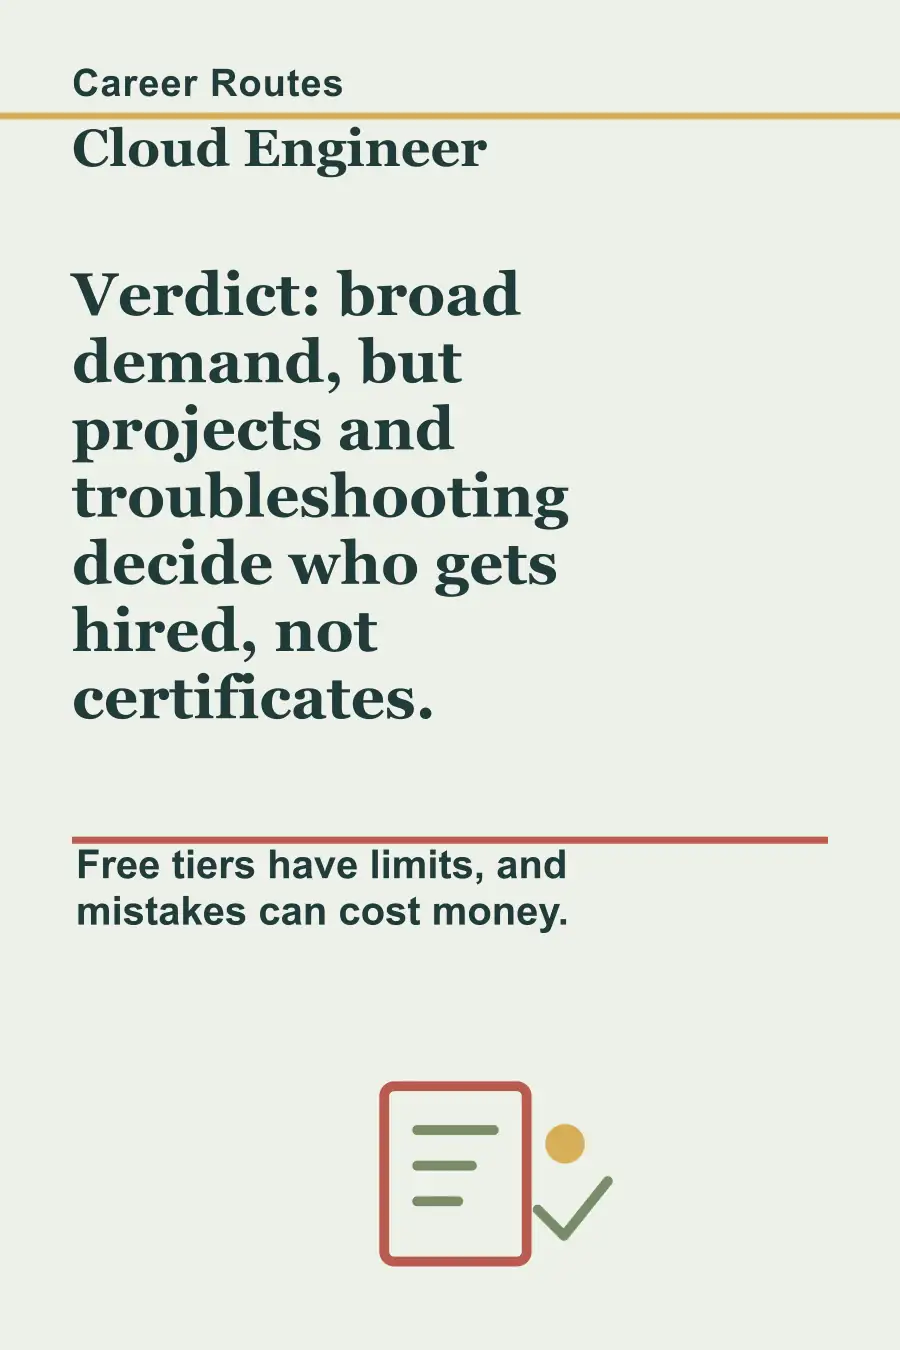 Career Routes
Cloud Engineer
Verdict: broad
demand, but
projects and
troubleshooting
decide who gets
hired, not
certificates.
Free tiers have limits, and
mistakes can cost money.